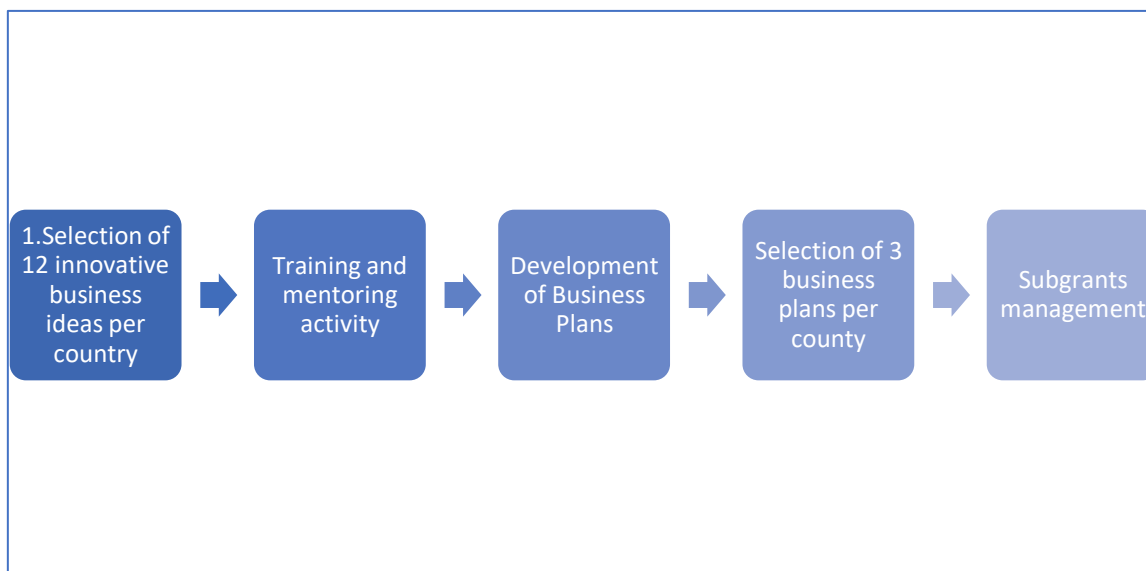 1.Selection of
12 innovative
business
ideas per
country
Training and
mentoring
activity
Development
of Business
Plans
Selection of 3
business
plans per
county
Subgrants
management